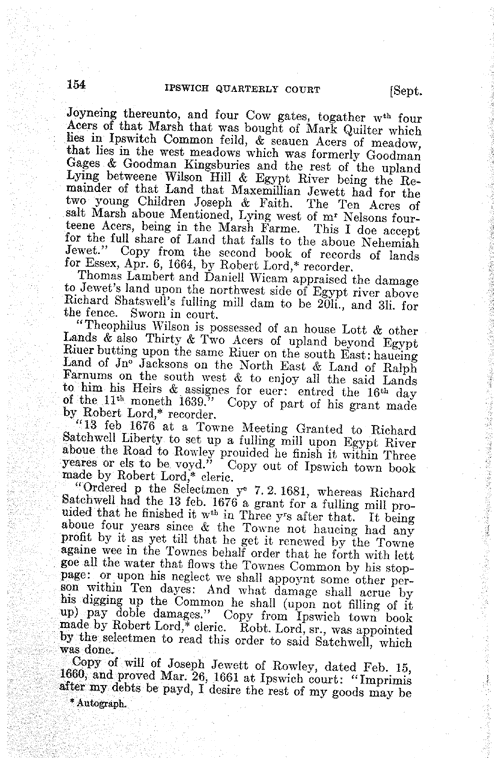 154 IPSWICH QUARTERLY COURT [Sept.
Joyneing thereunto, and four Cow gates, togather wth four
Acers of that Marsh that was bought of Mark Quilter which
lies in Ipswitch Common feild, & seauen Acers of meadow,
that lies in the west meadows which was formerly Goodman
Gages & Goodman Kingsburies and the rest of the upland
Lying betweene Wilson Hill & Egypt River being the Re-
mainder of that Land that Maxemillian Jewett had for the
two young Children Joseph & Faith. The Ten Acres of
salt Marsh aboue Mentioned, Lying west of mr Nelsons four-
teene Acers, being in the Marsh Farme. This I doe accept
for the full share of Land that falls to the aboue Nehemiah
Jewet." Copy from the second book of records of lands
for Essex, Apr. 6, 1664, by Robert Lord,* recorder.
Thomas Lambert and Daniell Wicam appraised the damage
to Jewet's land upon the northwest side of Egypt river above
Richard Shatswell's fulling mill dam to be 20li., and 3li. for
the fence. Sworn in court.
"Theophilus Wilson is possessed of an house Lott & other
Lands & also Thirty & Two Acers of upland beyond Egypt
Riuer butting upon the same Riuer on the south East: haueing
Land of Jno Jacksons on the North East & Land of Ralph
Farnums on the south west & to enjoy all the said Lands
to him his Heirs & assignes for euer: entred the 16th day
of the 11th moneth 1639." Copy of part of his grant made
by Robert Lord,* recorder.
"13 feb 1676 at a Towne Meeting Granted to Richard
Satchwell Liberty to set up a fulling mill upon Egypt River
aboue the Road to Rowley prouided he finish it within Three
yeares or els to be voyd." Copy out of Ipswich town book
made by Robert Lord,* cleric.
"Ordered p the Selectmen ye 7. 2. 1681, whereas Richard
Satchwell had the 13 feb. 1676 a grant for a fulling mill pro-
uided that he finished it wth in Three yrs after that. It being
aboue four years since & the Towne not haueing had any
profit by it as yet till that he get it renewed by the Towne
againe wee in the Townes behalf order that he forth with lett
goe all the water that flows the Townes Common by his stop-
page: or upon his neglect we shall appoynt some other per-
son within Ten dayes: And what damage shall acrue by
his digging up the Common he shall (upon not filling of it
up) pay doble damages." Copy from Ipswich town book
made by Robert Lord,* cleric. Robt. Lord, sr., was appointed
by the selectmen to read this order to said Satchwell, which
was done.
Copy of will of Joseph Jewett of Rowley, dated Feb. 15,
1660, and proved Mar. 26, 1661 at Ipswich court: "Imprimis
after my debts be payd, I desire the rest of my goods may be
* Autograph.